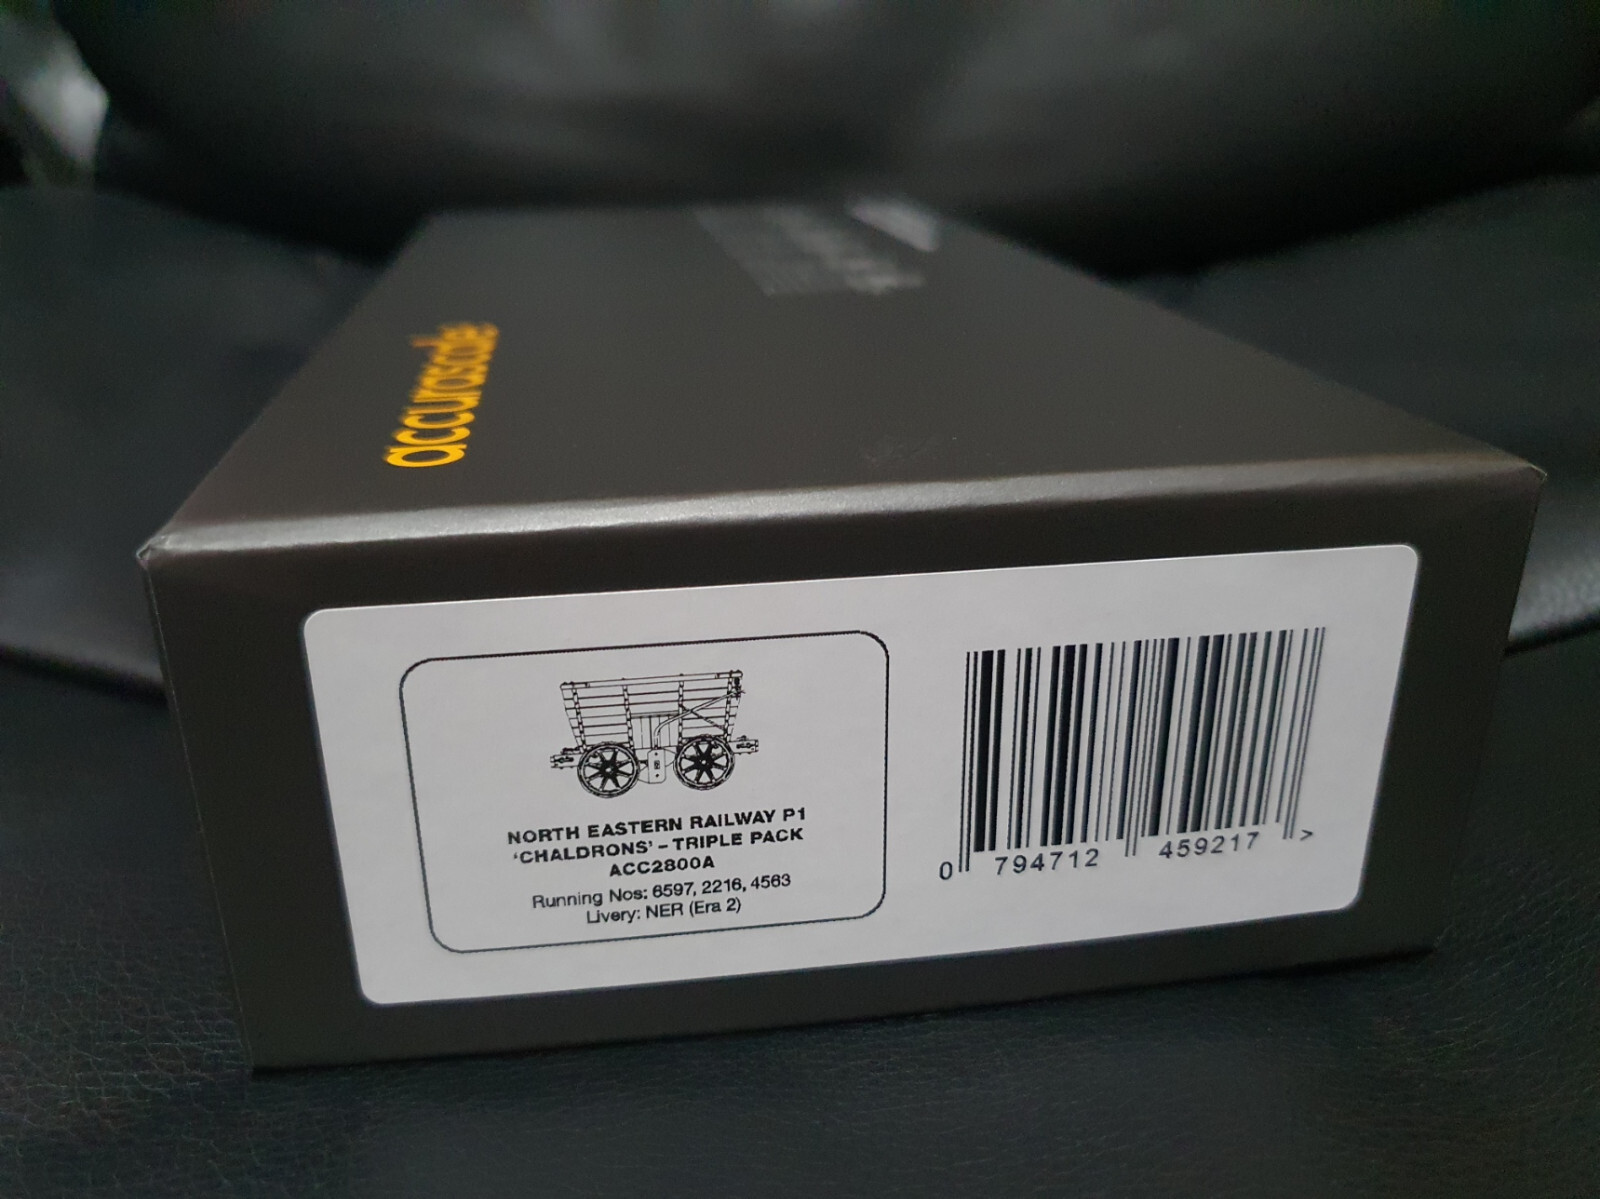 accurascale
NORTH EASTERN RAILWAY P1
‘CHALDRONS’ – TRIPLE PACK
ACC2800A
Running Nos: 6597, 2216, 4563
Livery: NER (Era 2)
0 794712 459217 >